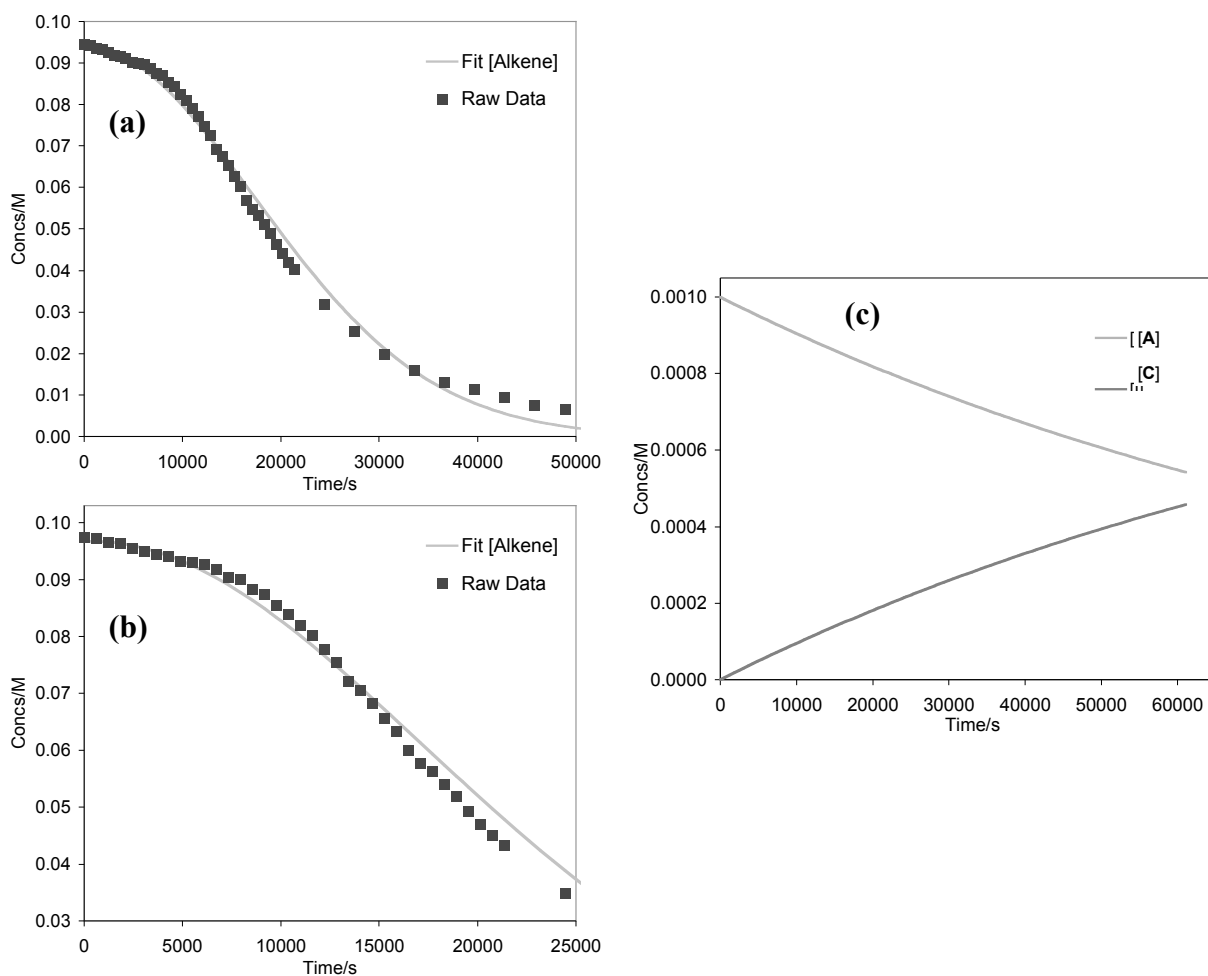 0.10
0.09
0.08
0.07
0.06
0.05
0.04
0.03
0.02
0.01
0.00
Concs/M
(a)
Fit [Alkene]
Raw Data
0
10000
20000
30000
40000
50000
Time/s
0.10
0.09
0.08
0.07
0.06
0.05
0.04
0.03
Concs/M
(b)
Fit [Alkene]
Raw Data
0
5000
10000
15000
20000
25000
Time/s
0.0010
0.0008
0.0006
0.0004
0.0002
0.0000
Concs/M
(c)
[A]
[C]
0
10000
20000
30000
40000
50000
60000
Time/s